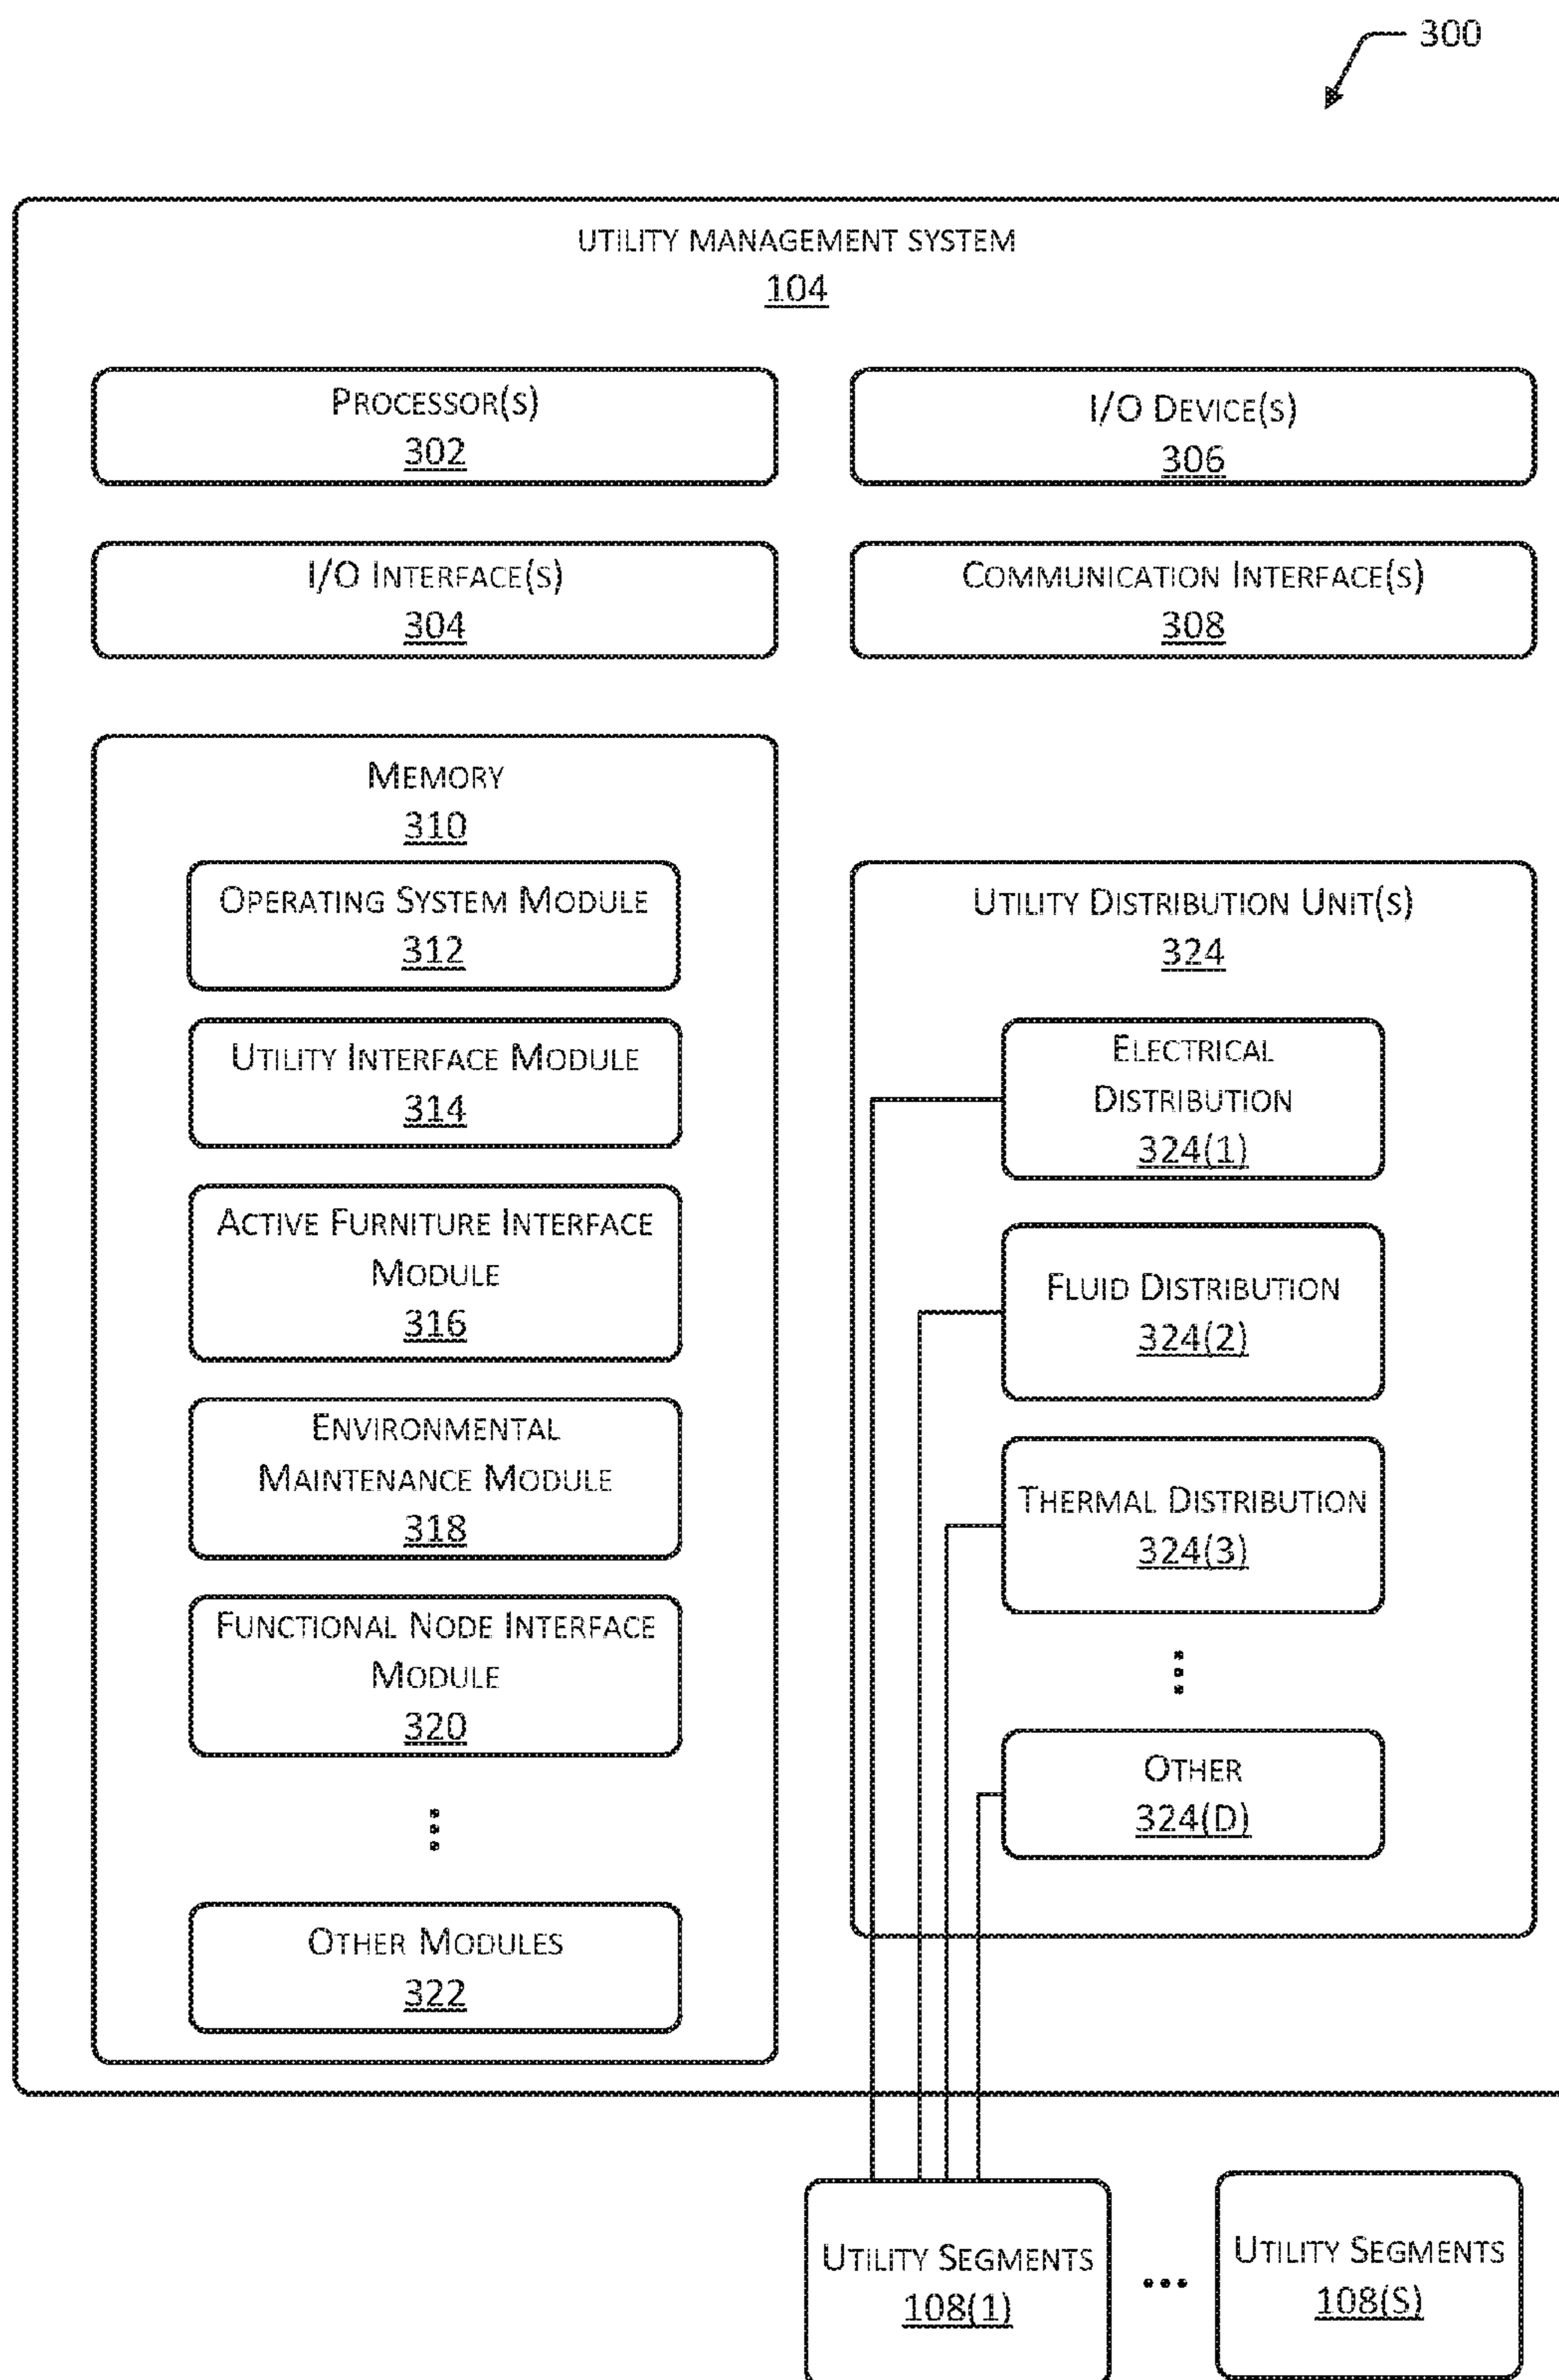 300
UTILITY MANAGEMENT SYSTEM
104
PROCESSOR(S)
302
I/O DEVICE(S)
306
I/O INTERFACE(S)
304
COMMUNICATION INTERFACE(S)
308
MEMORY
310
OPERATING SYSTEM MODULE
312
UTILITY INTERFACE MODULE
314
ACTIVE FURNITURE INTERFACE
MODULE
316
ENVIRONMENTAL
MAINTENANCE MODULE
318
FUNCTIONAL NODE INTERFACE
MODULE
320
OTHER MODULES
322
UTILITY DISTRIBUTION UNIT(S)
324
ELECTRICAL
DISTRIBUTION
324(1)
FLUID DISTRIBUTION
324(2)
THERMAL DISTRIBUTION
324(3)
OTHER
324(D)
UTILITY SEGMENTS
108(1)
UTILITY SEGMENTS
108(S)